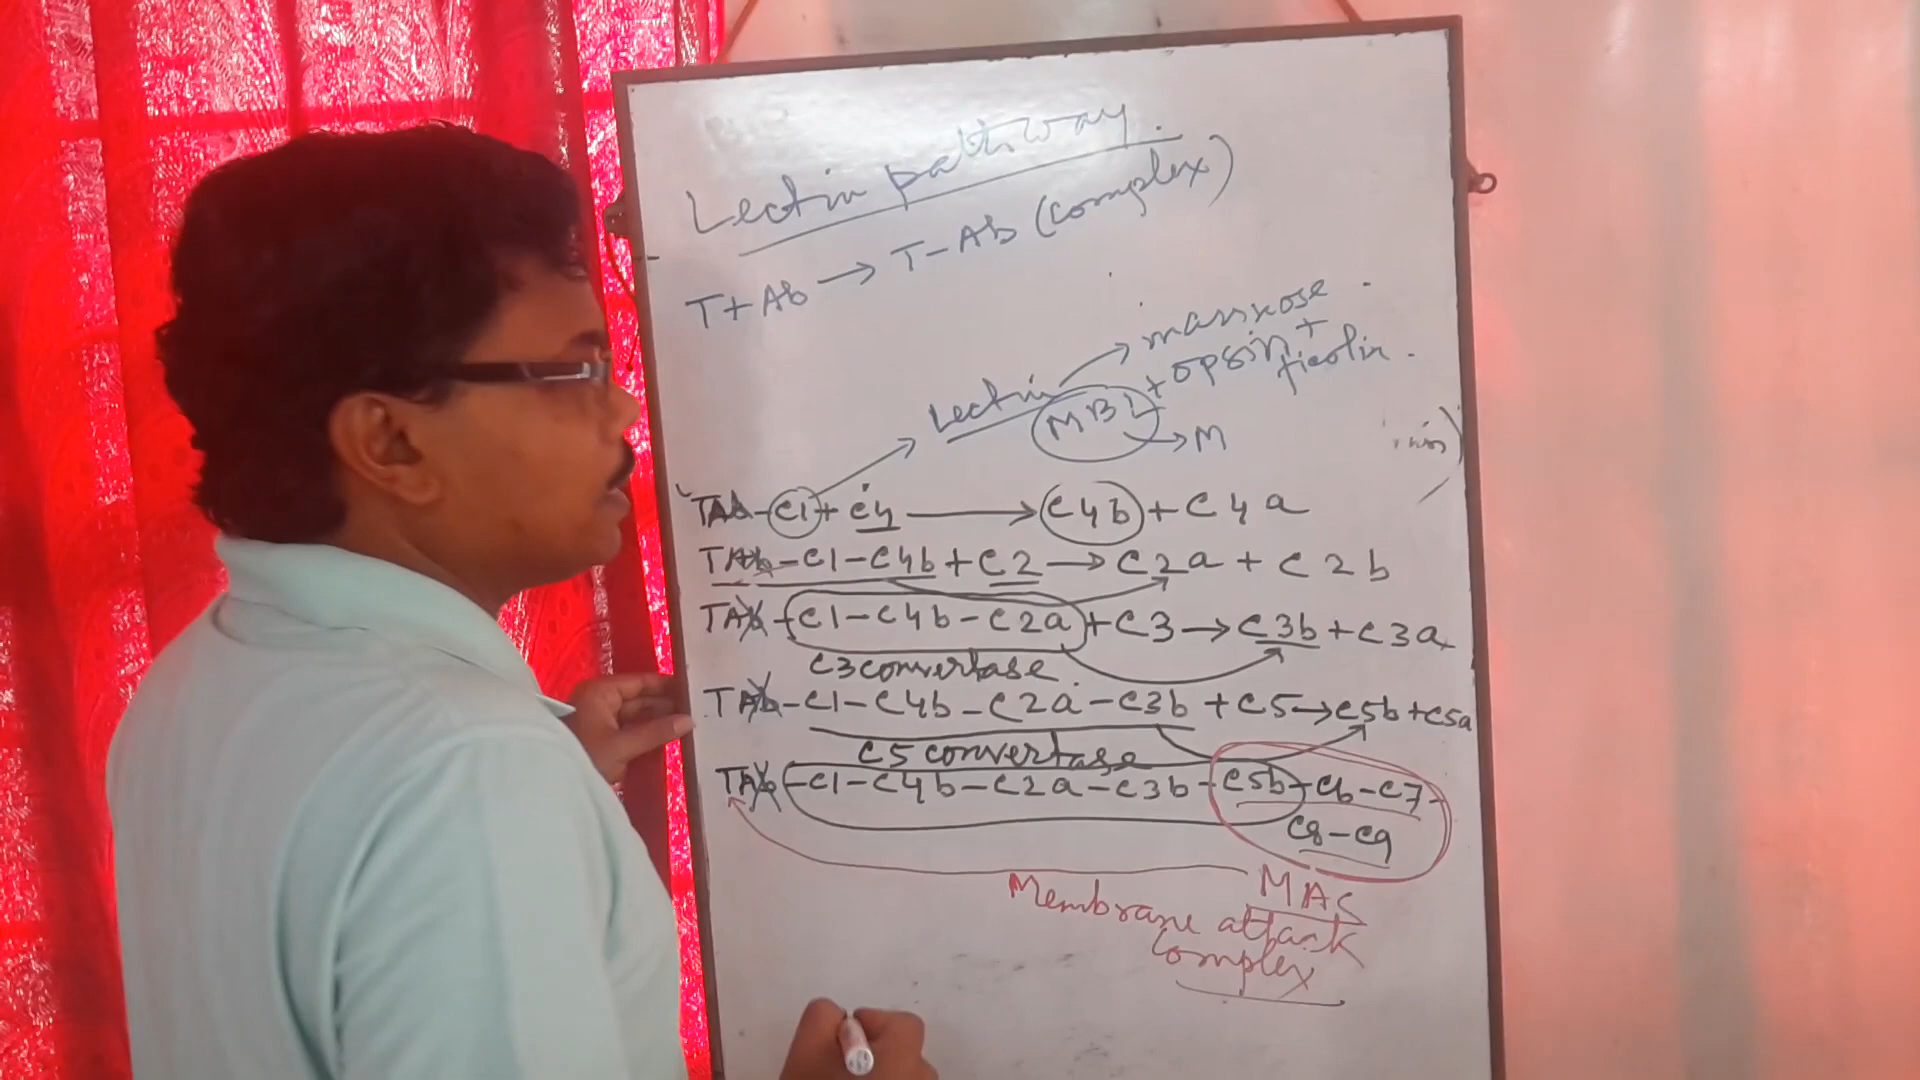 Lectin pathway.
T+Ab → T-Ab (complex)
Lectin → mannose
+ opsin +
ficolin
MBL → M
TAb-C1+C4 → C4b + C4a
TAb-C1-C4b+C2 → C2a + C2b
TAb-C1-C4b-C2a+C3 → C3b+C3a
C3 convertase
TAb-C1-C4b-C2a-C3b+C5→C5b+C5a
C5 convertase
TAb-C1-C4b-C2a-C3b-C5b-C6-C7-
C8-C9
MAC
Membrane attack
complex